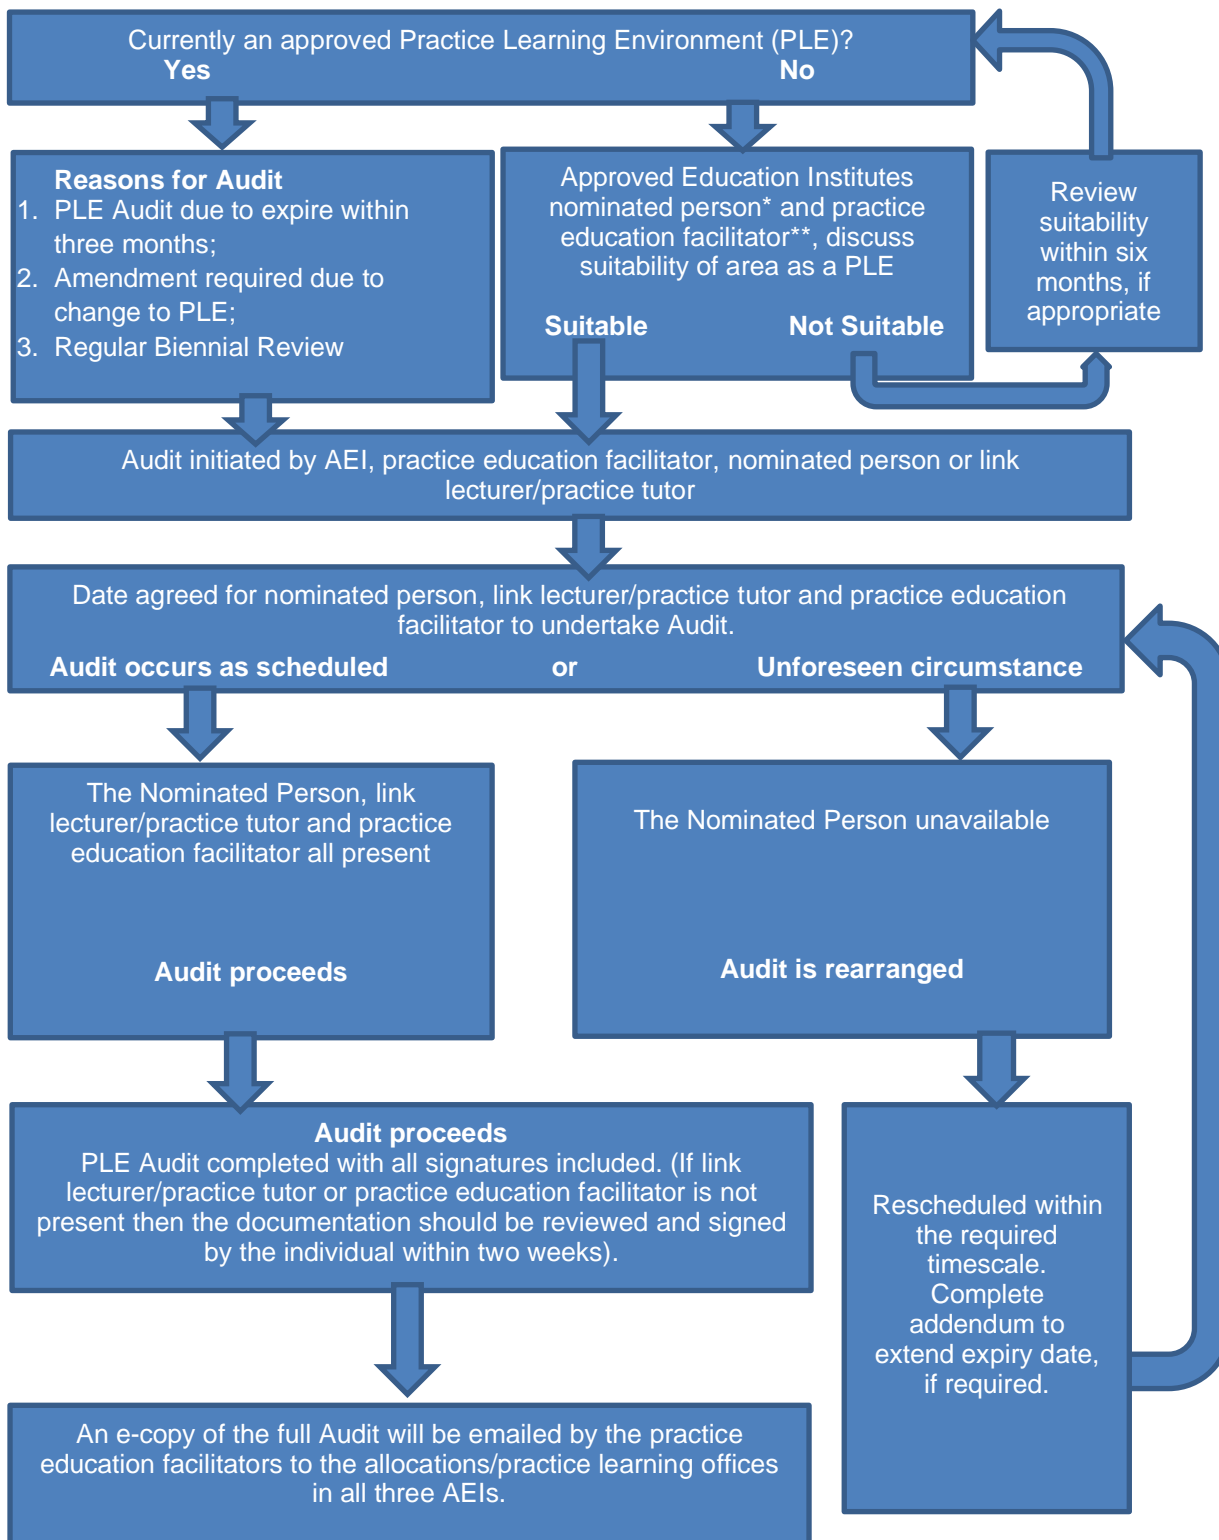 Currently an approved Practice Learning Environment (PLE)?
Yes No
Reasons for Audit
1. PLE Audit due to expire within
three months;
2. Amendment required due to
change to PLE;
3. Regular Biennial Review
Approved Education Institutes
nominated person* and practice
education facilitator**, discuss
suitability of area as a PLE
Suitable Not Suitable
Review
suitability
within six
months, if
appropriate
Audit initiated by AEI, practice education facilitator, nominated person or link
lecturer/practice tutor
Date agreed for nominated person, link lecturer/practice tutor and practice education
facilitator to undertake Audit.
Audit occurs as scheduled or Unforeseen circumstance
The Nominated Person, link
lecturer/practice tutor and practice
education facilitator all present
Audit proceeds
The Nominated Person unavailable
Audit is rearranged
Audit proceeds
PLE Audit completed with all signatures included. (If link
lecturer/practice tutor or practice education facilitator is not
present then the documentation should be reviewed and signed
by the individual within two weeks).
Rescheduled within
the required
timescale.
Complete
addendum to
extend expiry date,
if required.
An e-copy of the full Audit will be emailed by the practice
education facilitators to the allocations/practice learning offices
in all three AEIs.